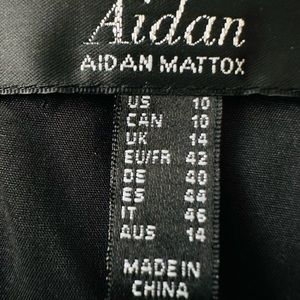 Aidan
AIDAN MATTOX
US 10
CAN 10
UK 14
EU/FR 42
DE 40
ES 44
IT 46
AUS 14
MADE IN
CHINA